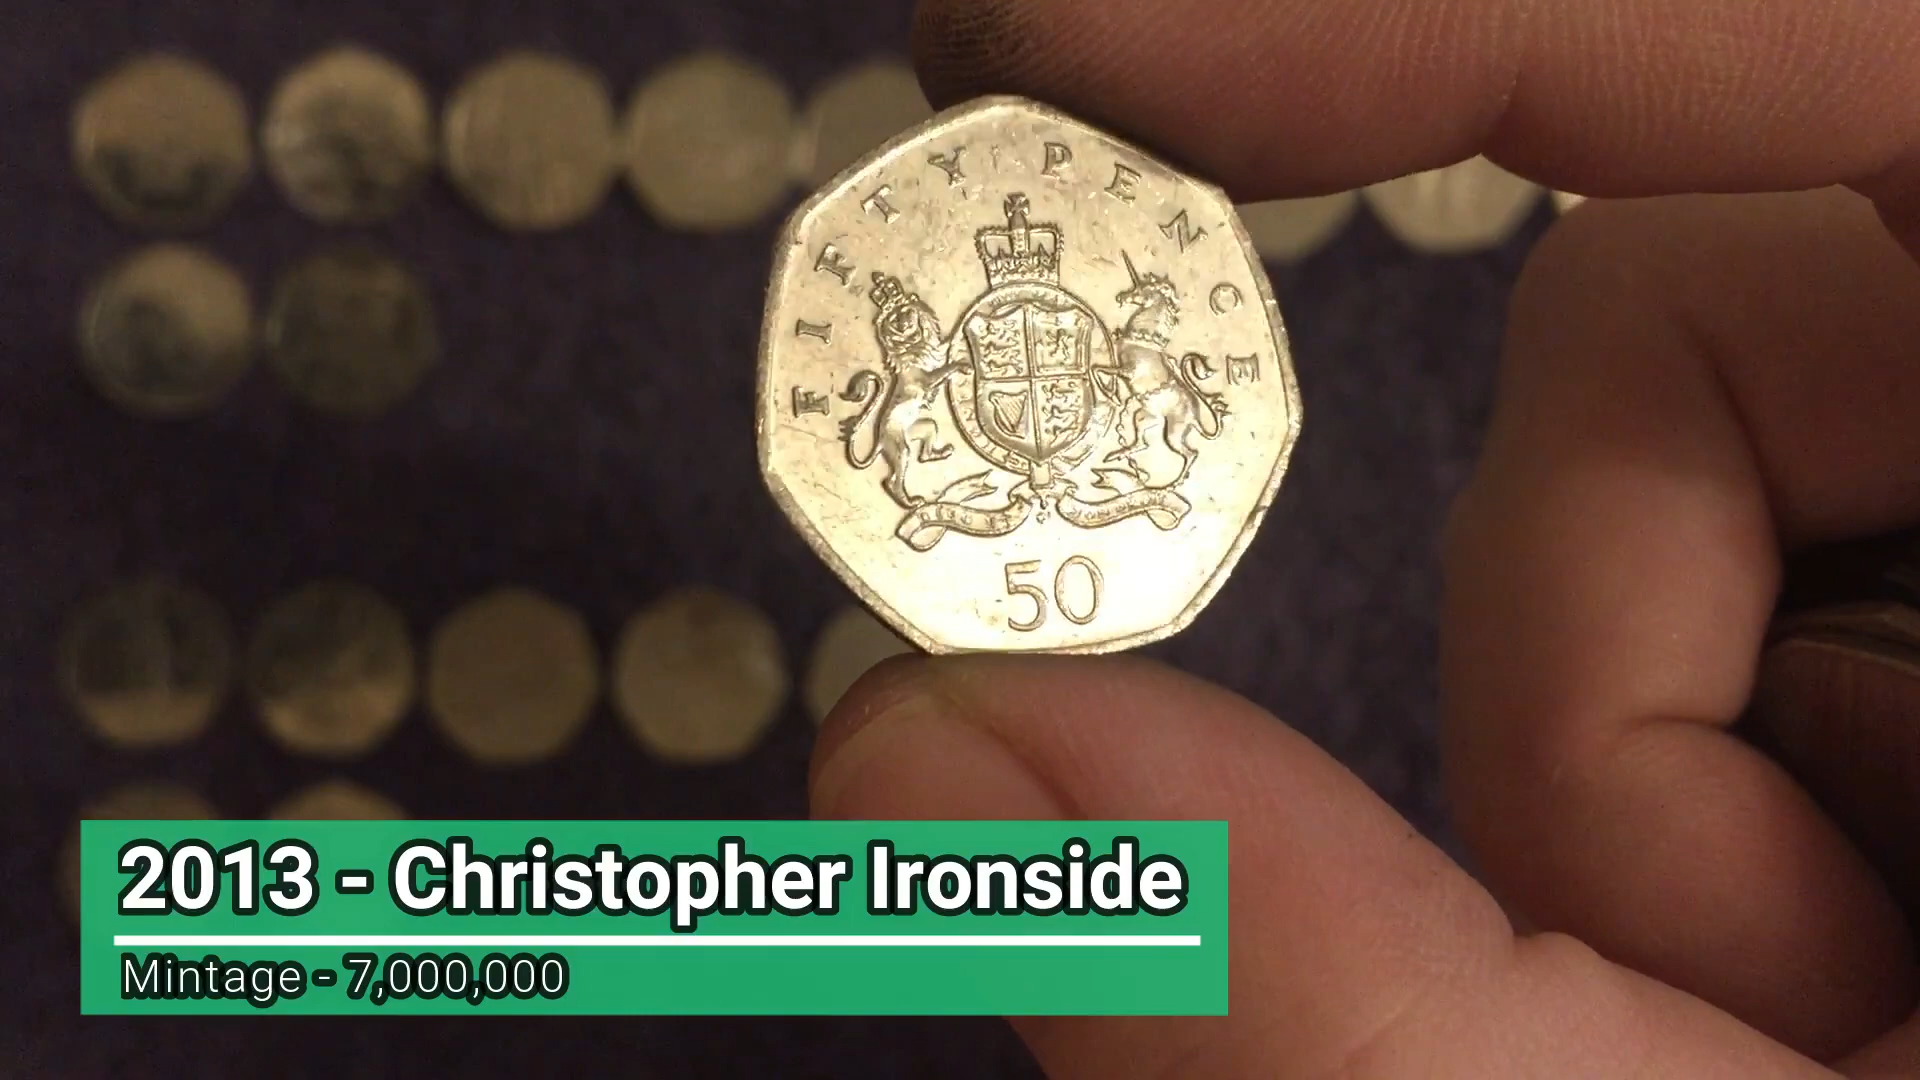 FIFTY PENCE
50
2013 - Christopher Ironside
Mintage - 7,000,000